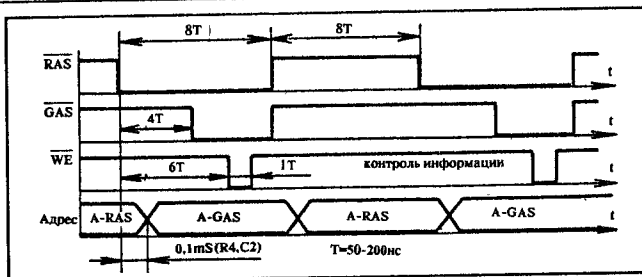 8T 8T
RAS t
GAS 4T t
WE 6T 1T контроль информации t
Адрес A-RAS A-GAS A-RAS A-GAS t
0,1mS(R4,C2) T=50-200нс